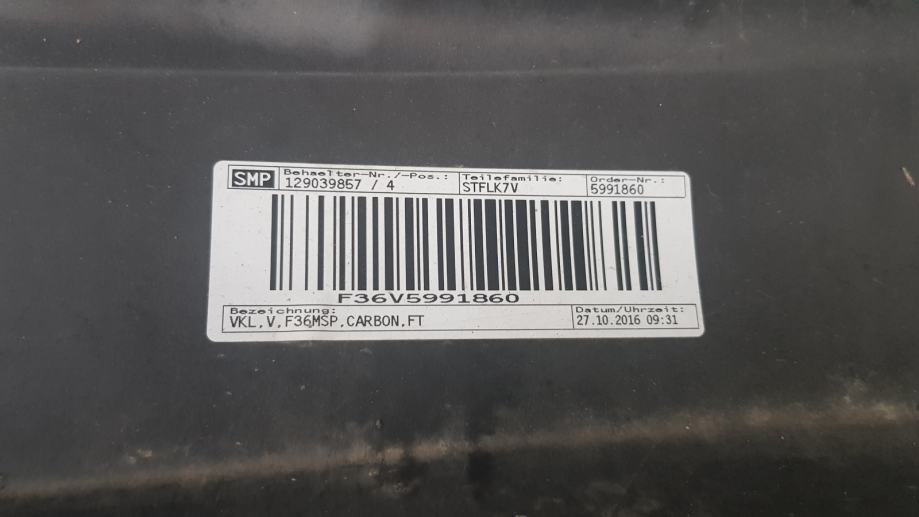 SMP
Behaelter-Nr./-Pos.: Teilefamilie: Order-Nr.:
129039857 / 4 STFLK7V 5991860
F36V5991860
Bezeichnung: Datum/Uhrzeit:
VKL,V,F36MSP,CARBON,FT 27.10.2016 09:31